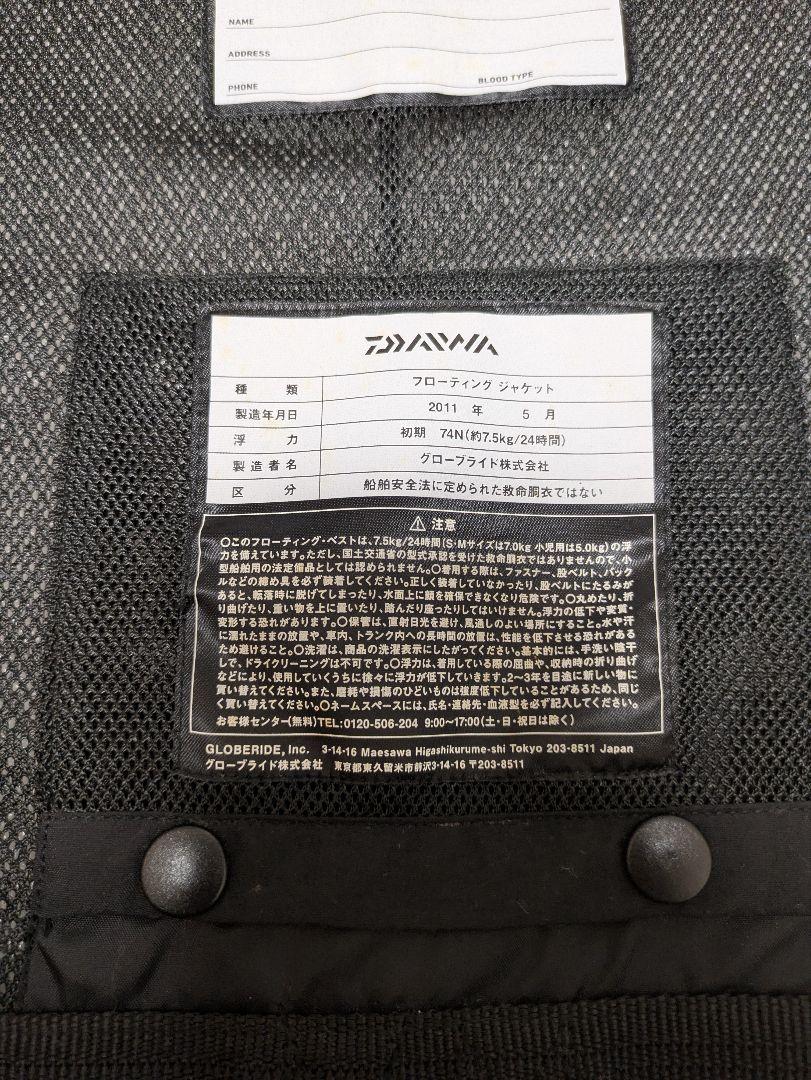 NAME
ADDRESS
PHONE BLOOD TYPE
DAIWA
種 類 フローティング ジャケット
製造年月日 2011 年 5 月
浮 力 初期 74N(約7.5kg/24時間)
製造者名 グローブライド株式会社
区 分 船舶安全法に定められた救命胴衣ではない
⚠ 注意
○このフローティング・ベストは、7.5kg/24時間(S・Mサイズは7.0kg 小児用は5.0kg)の浮
力を備えています。ただし、国土交通省の型式承認を受けた救命胴衣ではありませんので、小
型船舶用の法定備品としては認められません。○着用する際は、ファスナー、股ベルト、バック
ルなどの締め具を必ず装着してください。正しく装着していなかったり、股ベルトにたるみがあ
ると、転落時に脱げてしまったり、水面上に顔を確保できなくなり危険です。○丸めたり、折
り曲げたり、重い物を上に置いたり、踏んだり座ったりしてはいけません。浮力の低下や変質・
変形する恐れがあります。○保管は、直射日光を避け、風通しのよい場所にすること。水や汗
に濡れたままの放置や、車内、トランク内への長時間の放置は、性能を低下させる恐れがある
ため避けること。○洗濯は、商品の洗濯表示にしたがってください。基本的には、手洗い陰干
しで、ドライクリーニングは不可です。○浮力は、着用している際の屈曲や、収納時の折り曲げ
などにより、使用していくうちに徐々に浮力が低下していきます。2〜3年を目途に新しい物に
買い替えてください。また、磨耗や損傷のひどいものは強度低下していることがあるため、同じ
く買い替えてください。○ネームスペースには、氏名・連絡先・血液型を必ず記入してください。
お客様センター(無料)TEL:0120-506-204 9:00〜17:00(土・日・祝日は除く)
GLOBERIDE, Inc. 3-14-16 Maesawa Higashikurume-shi Tokyo 203-8511 Japan
グローブライド株式会社 東京都東久留米市前沢3-14-16 〒203-8511